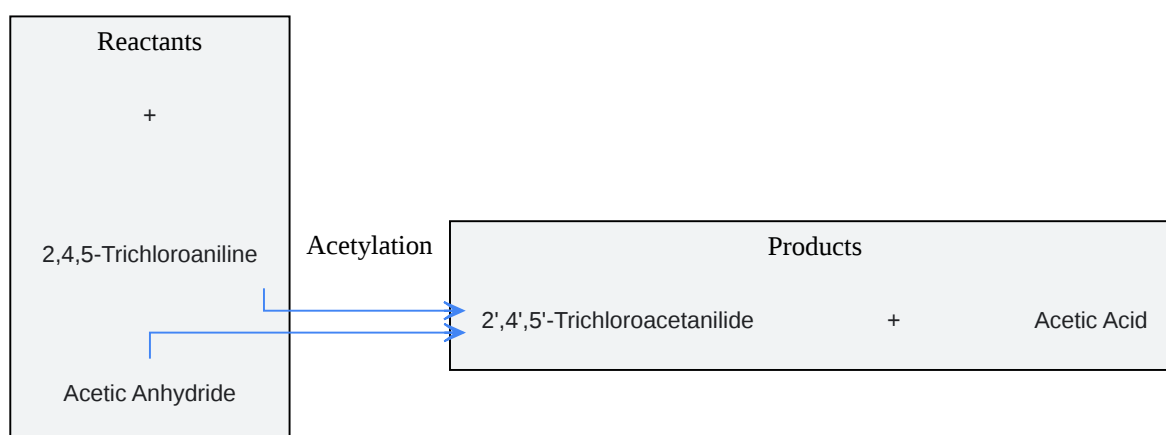 Reactants
+
2,4,5-Trichloroaniline
Acetic Anhydride
Acetylation
Products
2',4',5'-Trichloroacetanilide + Acetic Acid